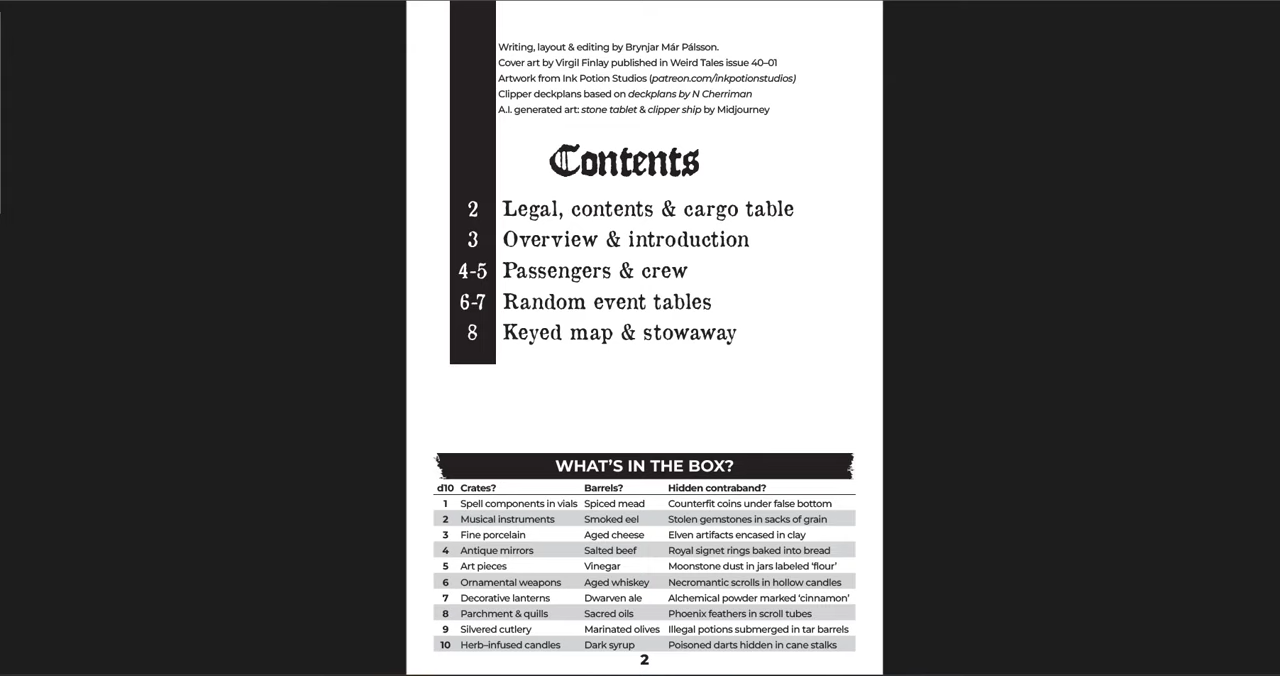 Writing, layout & editing by Brynjar Már Pálsson.
Cover art by Virgil Finlay published in Weird Tales issue 40–01
Artwork from Ink Potion Studios (patreon.com/inkpotionstudios)
Clipper deckplans based on deckplans by N Cherriman
A.I. generated art: stone tablet & clipper ship by Midjourney
Contents
2 Legal, contents & cargo table
3 Overview & introduction
4-5 Passengers & crew
6-7 Random event tables
8 Keyed map & stowaway
WHAT'S IN THE BOX?
d10 Crates? Barrels? Hidden contraband?
1 Spell components in vials Spiced mead Counterfit coins under false bottom
2 Musical instruments Smoked eel Stolen gemstones in sacks of grain
3 Fine porcelain Aged cheese Elven artifacts encased in clay
4 Antique mirrors Salted beef Royal signet rings baked into bread
5 Art pieces Vinegar Moonstone dust in jars labeled 'flour'
6 Ornamental weapons Aged whiskey Necromantic scrolls in hollow candles
7 Decorative lanterns Dwarven ale Alchemical powder marked 'cinnamon'
8 Parchment & quills Sacred oils Phoenix feathers in scroll tubes
9 Silvered cutlery Marinated olives Illegal potions submerged in tar barrels
10 Herb–infused candles Dark syrup Poisoned darts hidden in cane stalks
2